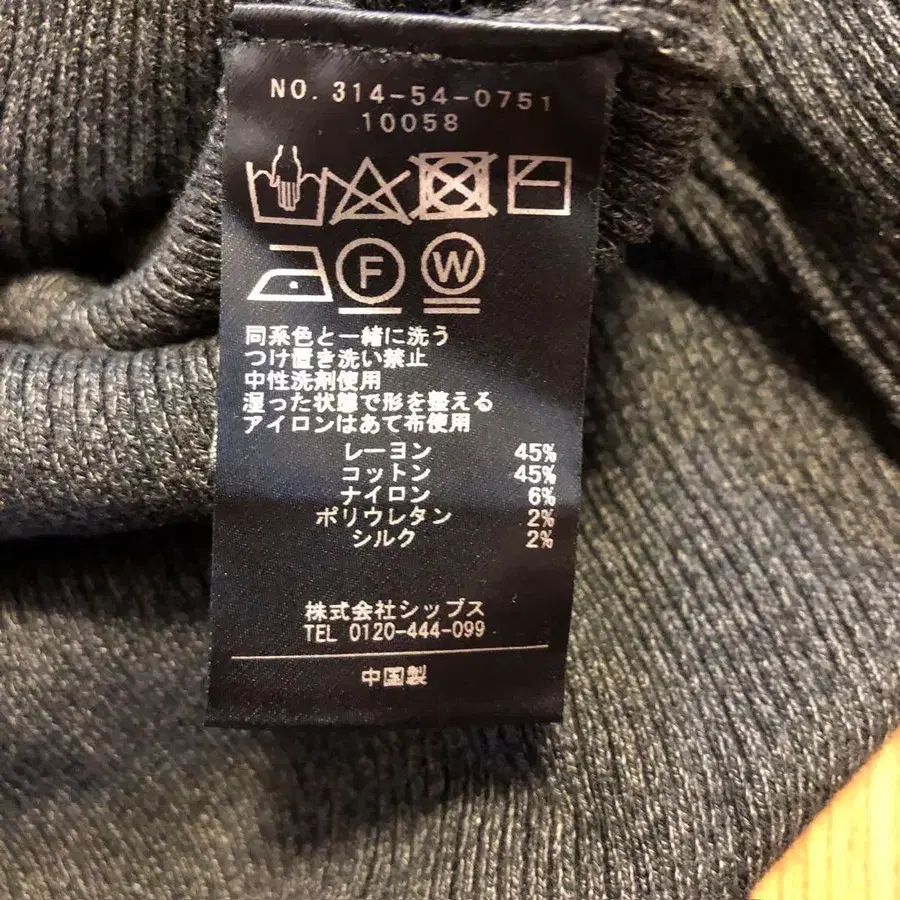 NO. 314-54-0751
10058
F
W
同系色と一緒に洗う
つけ置き洗い禁止
中性洗剤使用
湿った状態で形を整える
アイロンはあて布使用
レーヨン 45%
コットン 45%
ナイロン 6%
ポリウレタン 2%
シルク 2%
株式会社シップス
TEL 0120-444-099
中国製